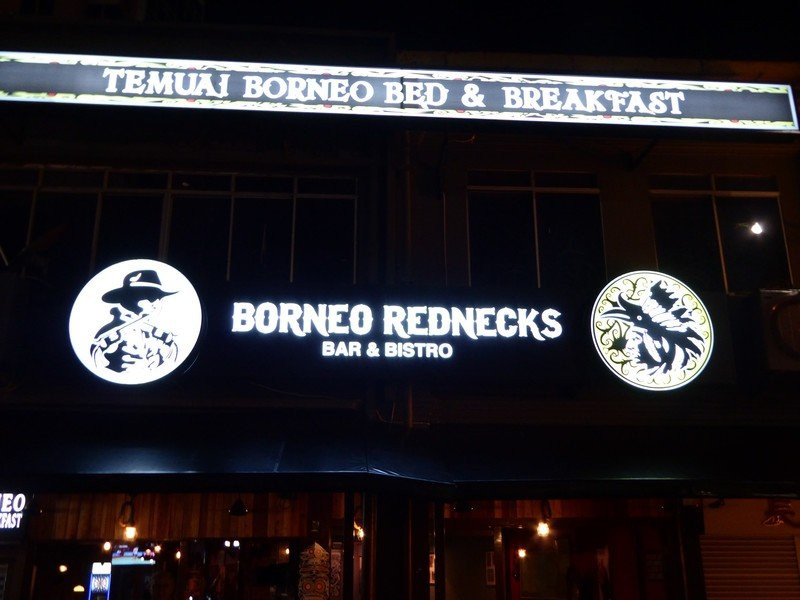 TEMUAI BORNEO BED & BREAKFAST
BORNEO REDNECKS
BAR & BISTRO